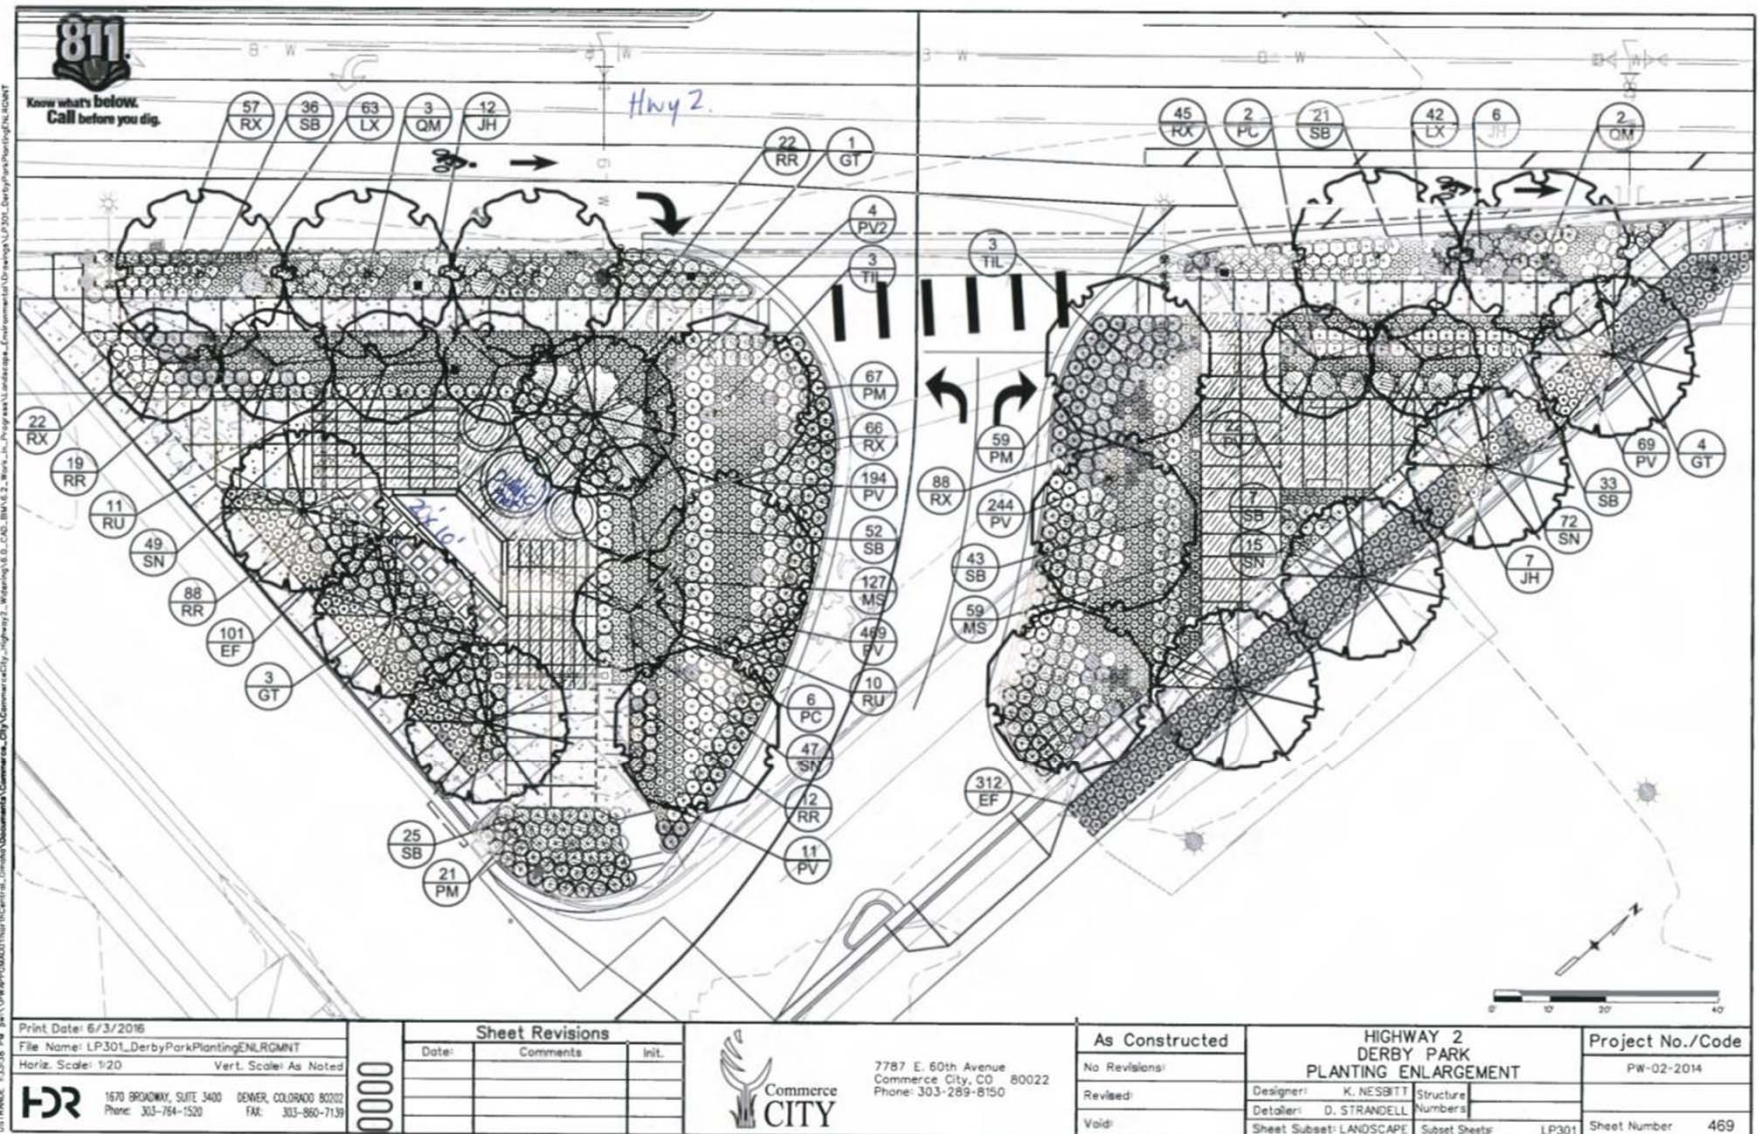 811
Know what's below.
Call before you dig.
Hwy 2.
57
RX
36
SB
63
LX
3
QM
12
JH
22
RR
1
GT
4
PV2
3
TIL
3
TIL
45
RX
2
PC
21
SB
42
LX
6
JH
2
QM
67
PM
66
RX
194
PV
52
SB
127
MS
469
PV
10
RU
6
PC
47
SN
12
RR
11
PV
22
RX
19
RR
11
RU
49
SN
88
RR
101
EF
3
GT
25
SB
21
PM
59
PM
88
RX
244
PV
43
SB
59
MS
312
EF
7
SB
15
SN
69
PV
4
GT
33
SB
72
SN
7
JH
N
0'
10'
20'
40'
Print Date: 6/3/2016
File Name: LP301_DerbyParkPlantingENLRGMNT
Horiz. Scale: 1:20 Vert. Scale: As Noted
HDR
1670 BROADWAY, SUITE 3400 DENVER, COLORADO 80202
Phone: 303-764-1520 FAX: 303-860-7139
0000
Sheet Revisions
Date: Comments Init.
Commerce
CITY
7787 E. 60th Avenue
Commerce City, CO 80022
Phone: 303-289-8150
As Constructed
No Revisions:
Revised:
Void:
HIGHWAY 2
DERBY PARK
PLANTING ENLARGEMENT
Designer: K. NESBITT
Detailer: D. STRANDELL
Structure
Numbers
Sheet Subset: LANDSCAPE Subset Sheets: LP301
Project No./Code
PW-02-2014
Sheet Number 469